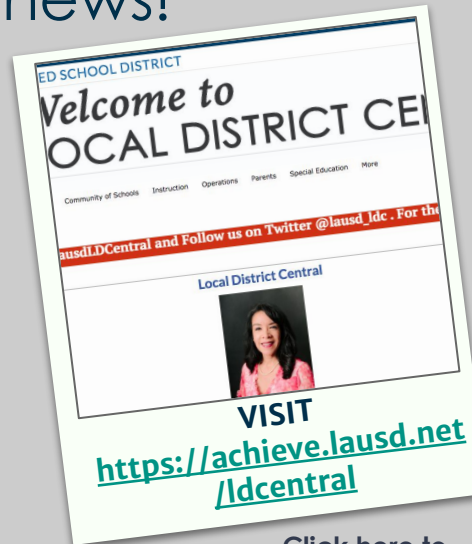 news!
ED SCHOOL DISTRICT
Welcome to
OCAL DISTRICT CE
Community of Schools Instruction Operations Parents Special Education More
ausdLDCentral and Follow us on Twitter @lausd_ldc . For the
Local District Central
VISIT
https://achieve.lausd.net
/ldcentral
Click here to